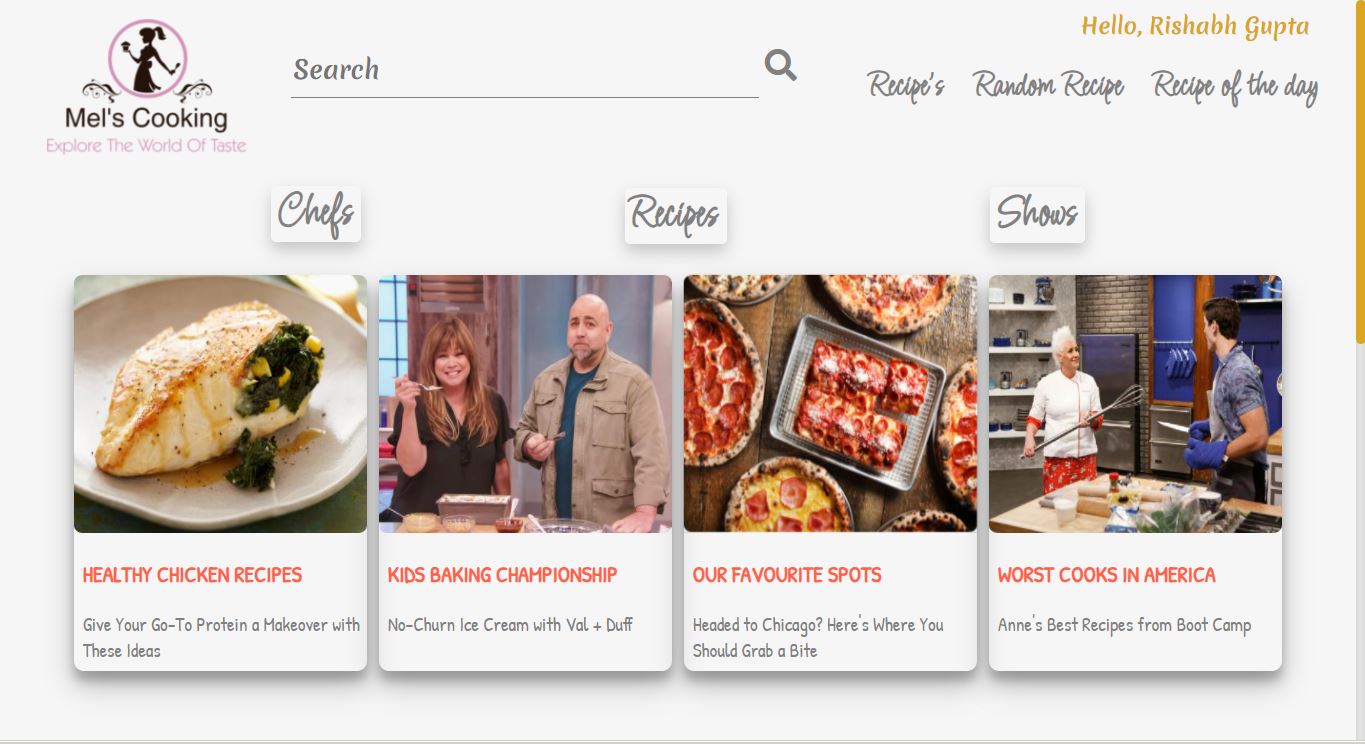 Hello, Rishabh Gupta
Mel's Cooking
Explore The World Of Taste
Search
Recipe's Random Recipe Recipe of the day
Chefs Recipes Shows
HEALTHY CHICKEN RECIPES
Give Your Go-To Protein a Makeover with
These Ideas
KIDS BAKING CHAMPIONSHIP
No-Churn Ice Cream with Val + Duff
OUR FAVOURITE SPOTS
Headed to Chicago? Here's Where You
Should Grab a Bite
WORST COOKS IN AMERICA
Anne's Best Recipes from Boot Camp